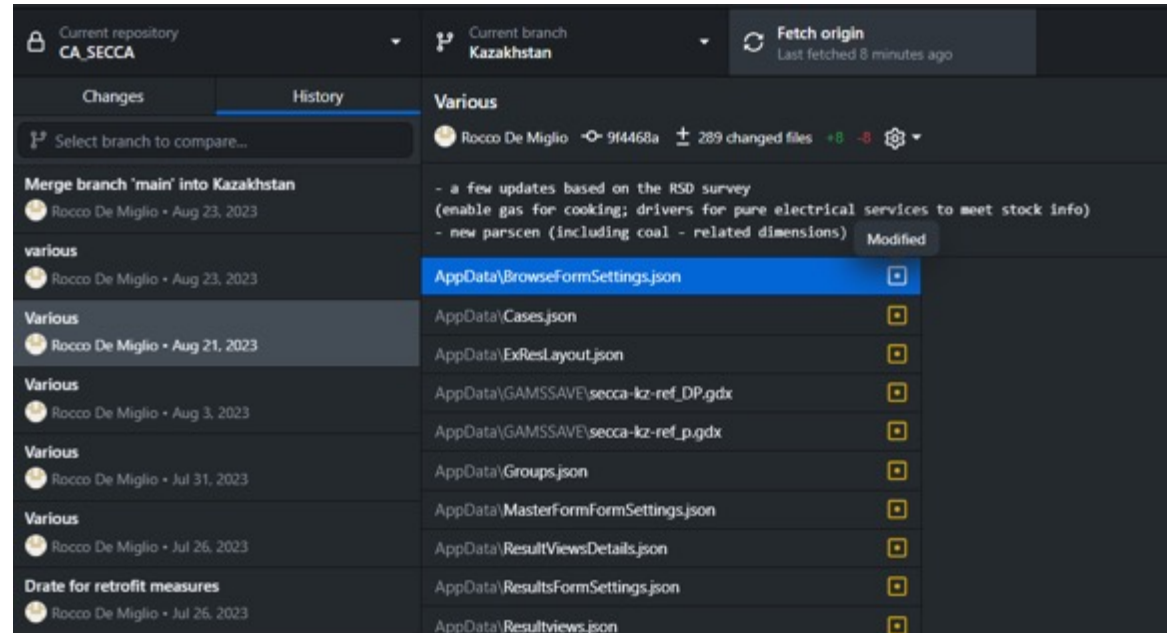 Current repository
CA_SECCA
Current branch
Kazakhstan
Fetch origin
Last fetched 8 minutes ago
Changes
History
Select branch to compare...
Merge branch 'main' into Kazakhstan
Rocco De Miglio • Aug 23, 2023
various
Rocco De Miglio • Aug 23, 2023
Various
Rocco De Miglio • Aug 21, 2023
Various
Rocco De Miglio • Aug 3, 2023
Various
Rocco De Miglio • Jul 31, 2023
Various
Rocco De Miglio • Jul 26, 2023
Drate for retrofit measures
Rocco De Miglio • Jul 26, 2023
Various
Rocco De Miglio 9f4468a 289 changed files +8 -8
- a few updates based on the RSD survey
(enable gas for cooking; drivers for pure electrical services to meet stock info)
- new parscen (including coal - related dimensions)
Modified
AppData\BrowseFormSettings.json
AppData\Cases.json
AppData\ExResLayout.json
AppData\GAMSSAVE\secca-kz-ref_DP.gdx
AppData\GAMSSAVE\secca-kz-ref_p.gdx
AppData\Groups.json
AppData\MasterFormFormSettings.json
AppData\ResultViewsDetails.json
AppData\ResultsFormSettings.json
AppData\Resultviews.json